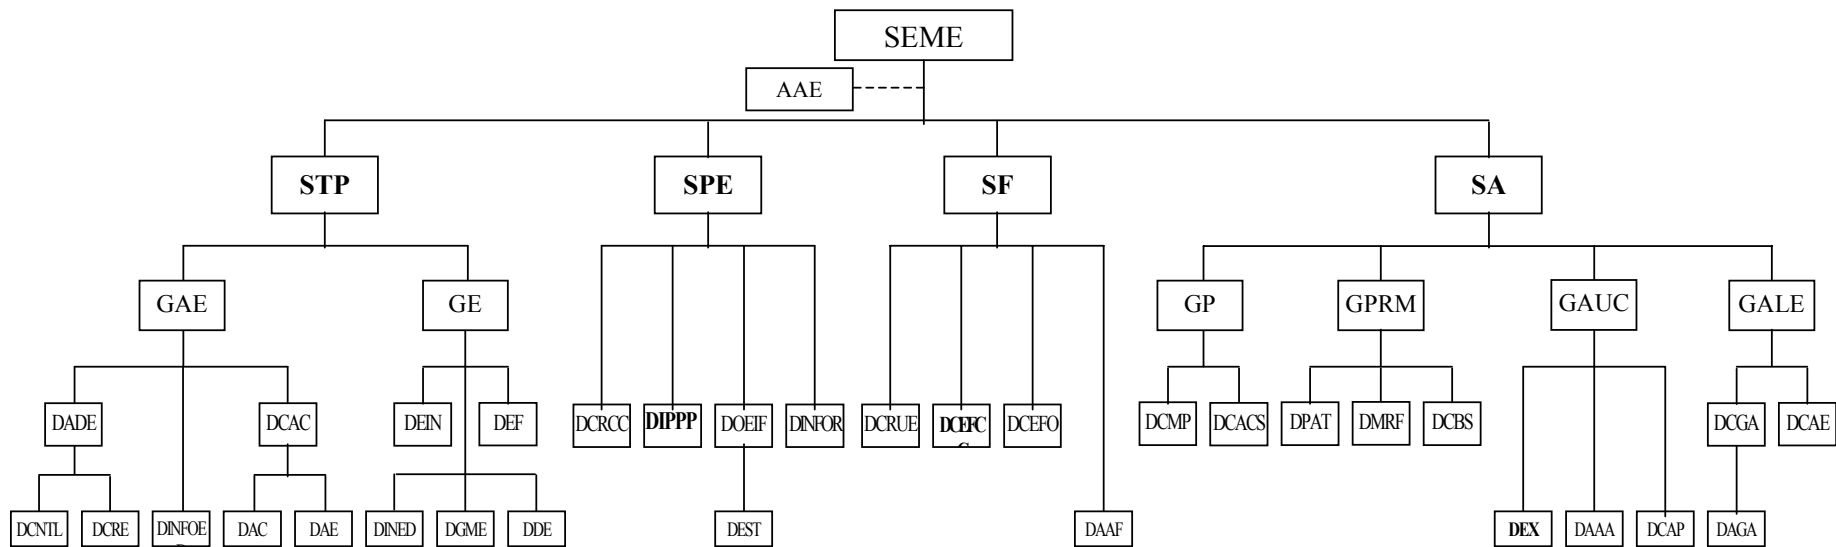 SEME
AAE
STP
SPE
SF
SA
GAE
GE
GP
GPRM
GAUC
GALE
DADE
DCAC
DEIN
DEF
DCRCC
DIPPP
DOEIF
DINFOR
DCRUE
DCEFC
DCEFO
DCMP
DCACS
DPAT
DMRF
DCBS
DCGA
DCAE
DCNTL
DCRE
DINFOE
DAC
DAE
DINED
DGME
DDE
DEST
DAAF
DEX
DAAA
DCAP
DAGA